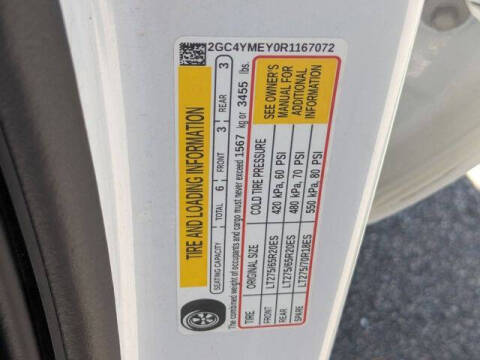 2GC4YMEY0R1167072
TIRE AND LOADING INFORMATION
SEATING CAPACITY TOTAL 6 FRONT 3 REAR 3
The combined weight of occupants and cargo must never exceed 1567 kg or 3455 lbs.
TIRE ORIGINAL SIZE COLD TIRE PRESSURE
FRONT LT275/65R20ES 420 kPa, 60 PSI
REAR LT275/65R20ES 480 kPa, 70 PSI
SPARE LT275/70R18ES 550 kPa, 80 PSI
SEE OWNER'S
MANUAL FOR
ADDITIONAL
INFORMATION